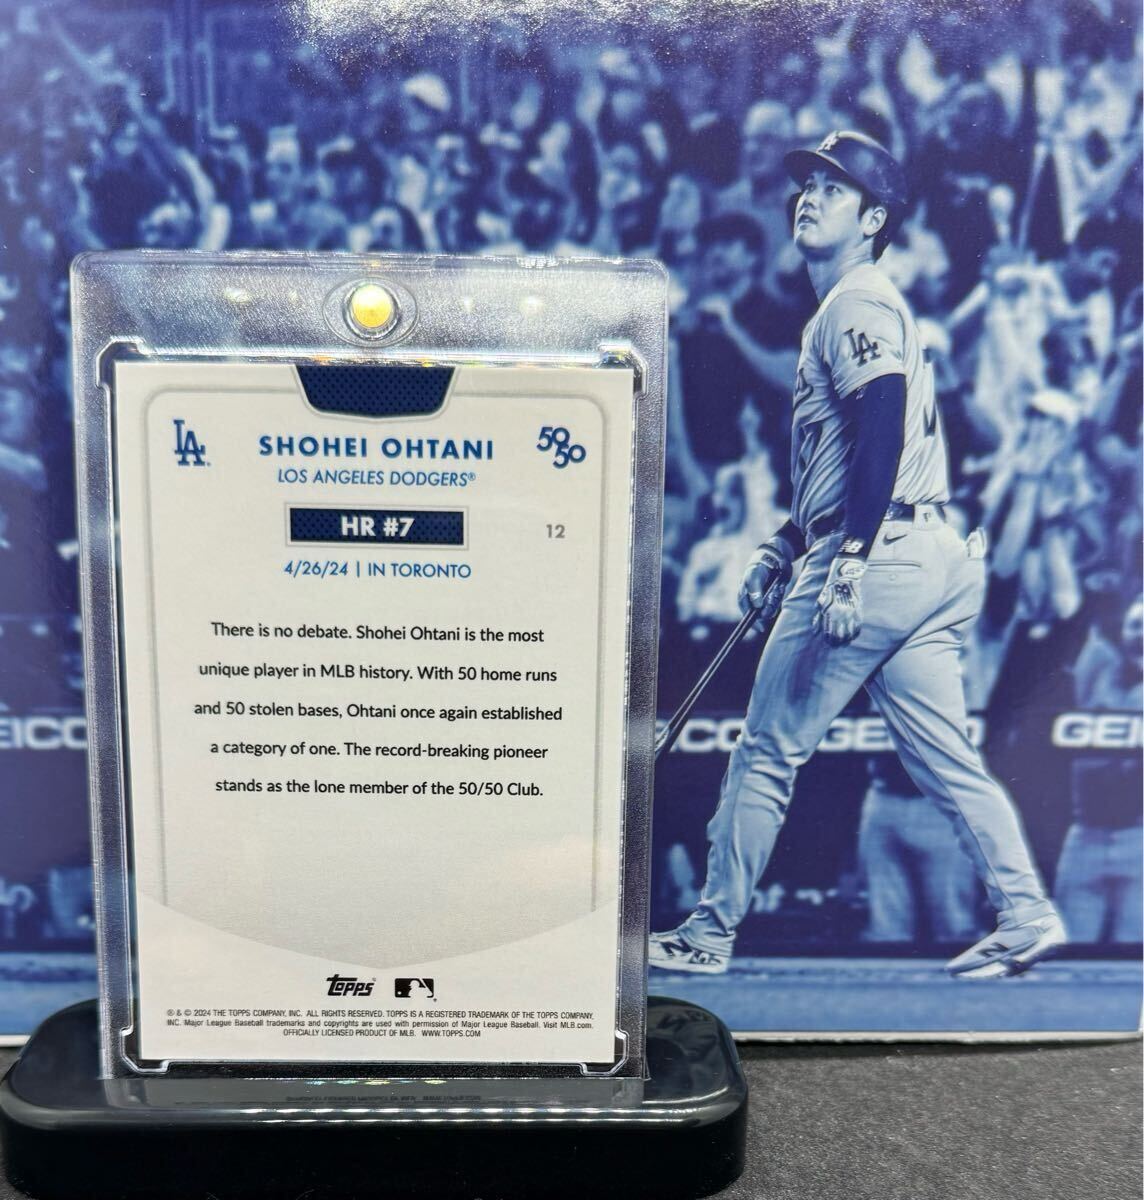 LA
SHOHEI OHTANI
50
50
LOS ANGELES DODGERS®
HR #7
12
4/26/24 | IN TORONTO
There is no debate. Shohei Ohtani is the most
unique player in MLB history. With 50 home runs
and 50 stolen bases, Ohtani once again established
a category of one. The record-breaking pioneer
stands as the lone member of the 50/50 Club.
topps
® & © 2024 THE TOPPS COMPANY, INC. ALL RIGHTS RESERVED. TOPPS IS A REGISTERED TRADEMARK OF THE TOPPS COMPANY,
INC. Major League Baseball trademarks and copyrights are used with permission of Major League Baseball. Visit MLB.com.
OFFICIALLY LICENSED PRODUCT OF MLB. WWW.TOPPS.COM
LA
LA
NB
GEICO